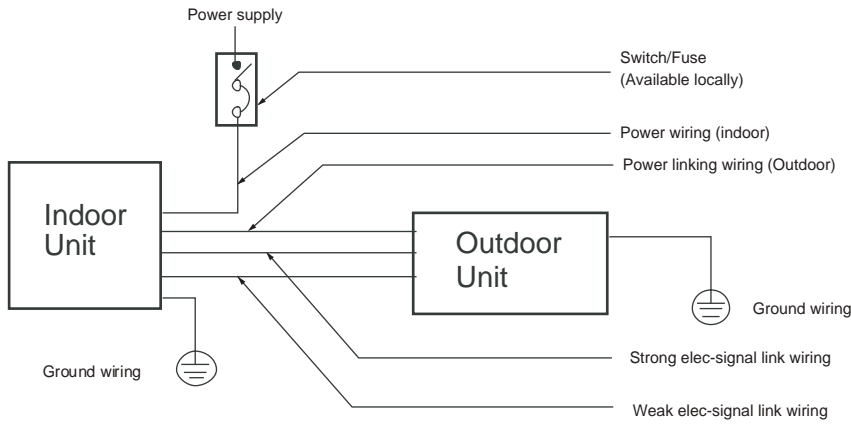 Power supply
Switch/Fuse
(Available locally)
Power wiring (indoor)
Power linking wiring (Outdoor)
Indoor
Unit
Outdoor
Unit
Ground wiring
Strong elec-signal link wiring
Ground wiring
Weak elec-signal link wiring